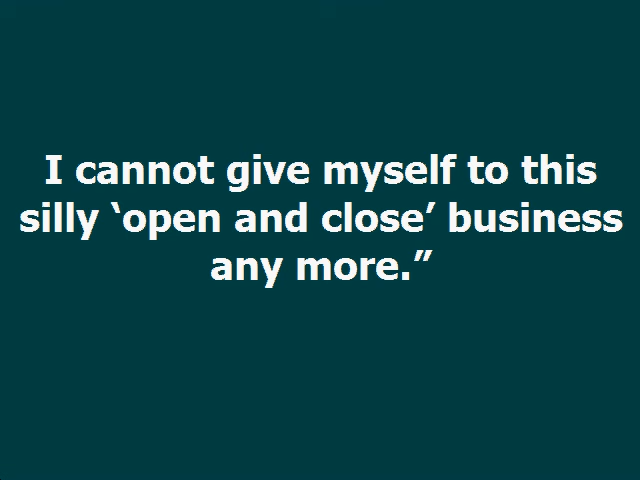 I cannot give myself to this
silly ‘open and close’ business
any more.”